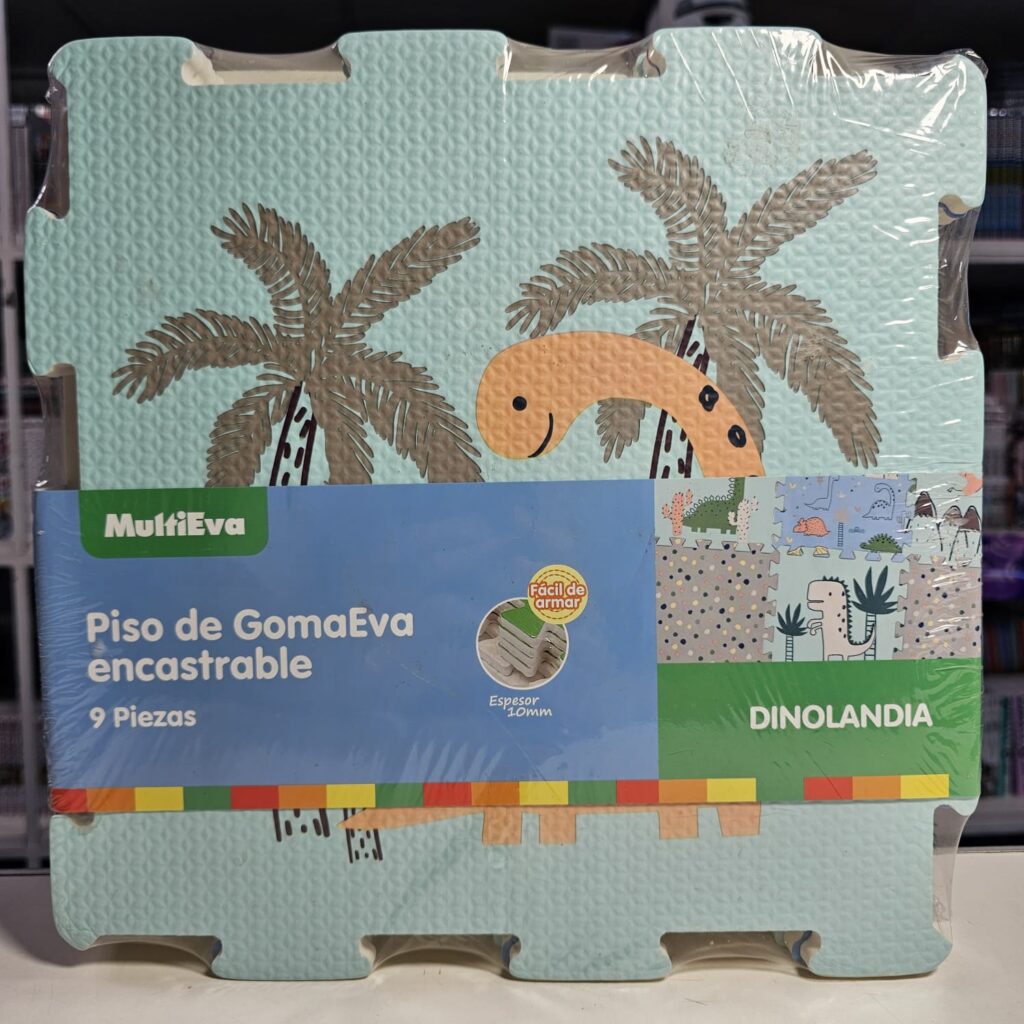 MultiEva
Piso de GomaEva
encastrable
9 Piezas
Fácil de
armar
Espesor
10mm
DINOLANDIA